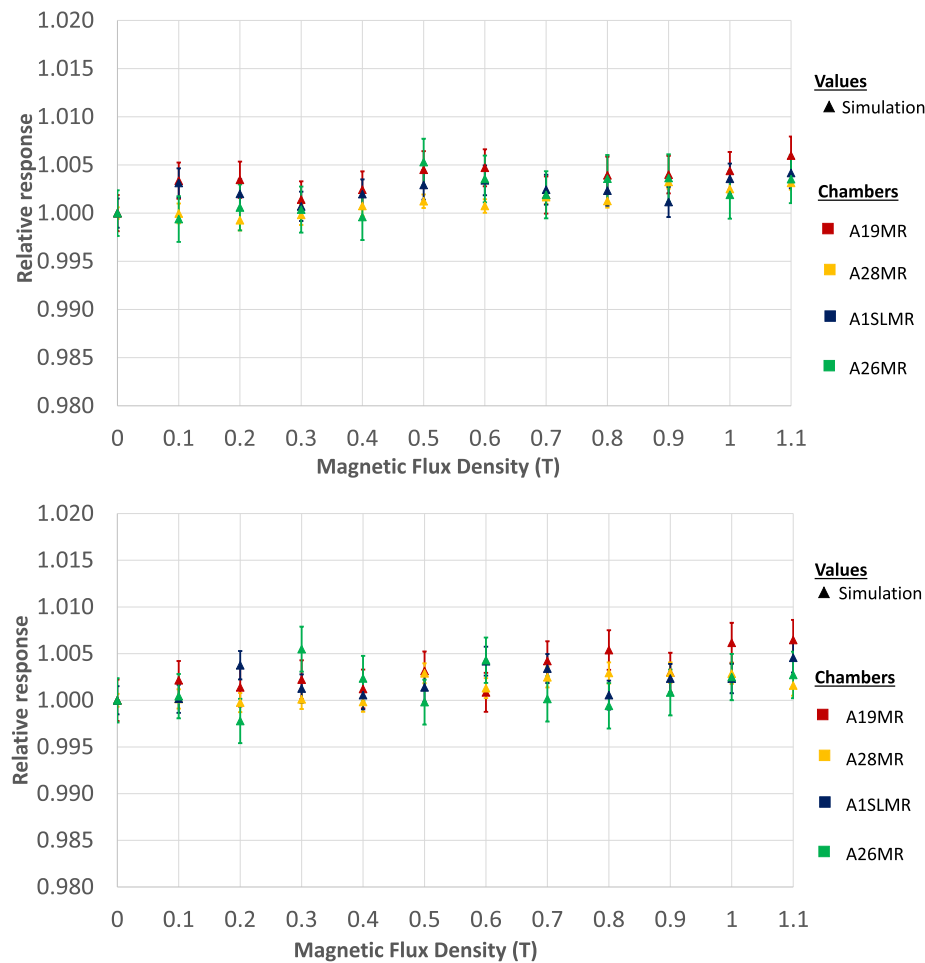 1.020
1.015
1.010
1.005
1.000
0.995
0.990
0.985
0.980
Relative response
0 0.1 0.2 0.3 0.4 0.5 0.6 0.7 0.8 0.9 1 1.1
Magnetic Flux Density (T)
Values
Simulation
Chambers
A19MR
A28MR
A1SLMR
A26MR
1.020
1.015
1.010
1.005
1.000
0.995
0.990
0.985
0.980
Relative response
0 0.1 0.2 0.3 0.4 0.5 0.6 0.7 0.8 0.9 1 1.1
Magnetic Flux Density (T)
Values
Simulation
Chambers
A19MR
A28MR
A1SLMR
A26MR